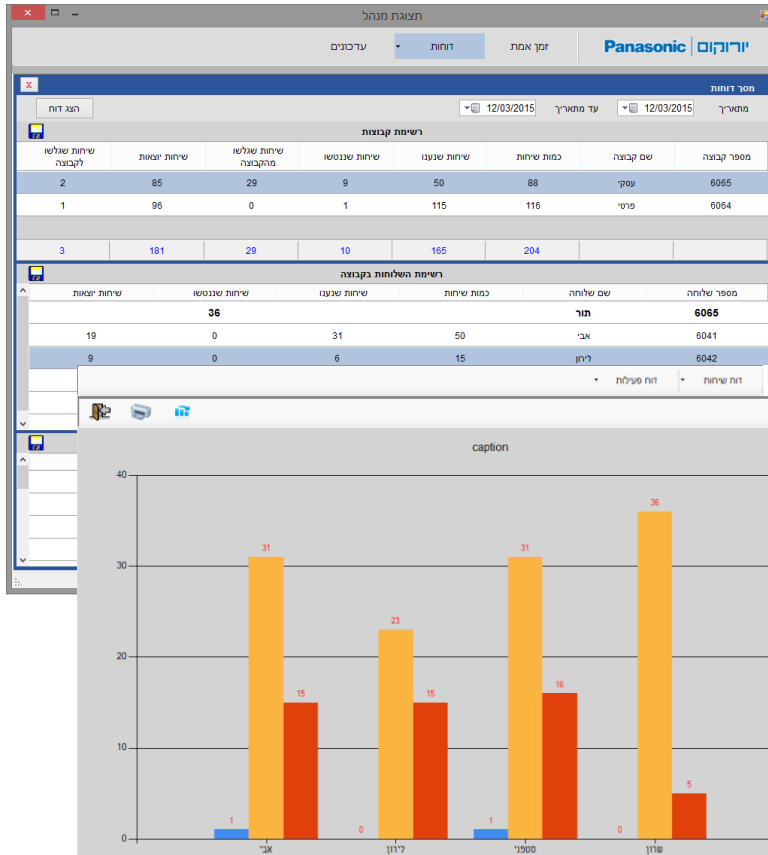 תצוגת מנהל
יורוקום Panasonic זמן אמת דוחות עדכונים
מסך דוחות X
מתאריך 12/03/2015 עד מתאריך 12/03/2015 הצג דוח
רשימת קבוצות
מספר קבוצה שם קבוצה כמות שיחות שיחות שנענו שיחות שננטשו שיחות שגלשו מהקבוצה שיחות יוצאות שיחות שגלשו לקבוצה
6065 עסקי 88 50 9 29 85 2
6064 פרטי 116 115 1 0 96 1
204 165 10 29 181 3
רשימת השלוחות בקבוצה
מספר שלוחה שם שלוחה כמות שיחות שיחות שנענו שיחות שננטשו שיחות יוצאות
6065 תור 36
6041 אבי 50 31 0 19
6042 לירון 15 6 0 9
דוח שיחות דוח פעילות
caption
40
36
31 31
30
23
20
15 15 16
10
5
1 0 1 0
0
אבי לירון סטפני שרון